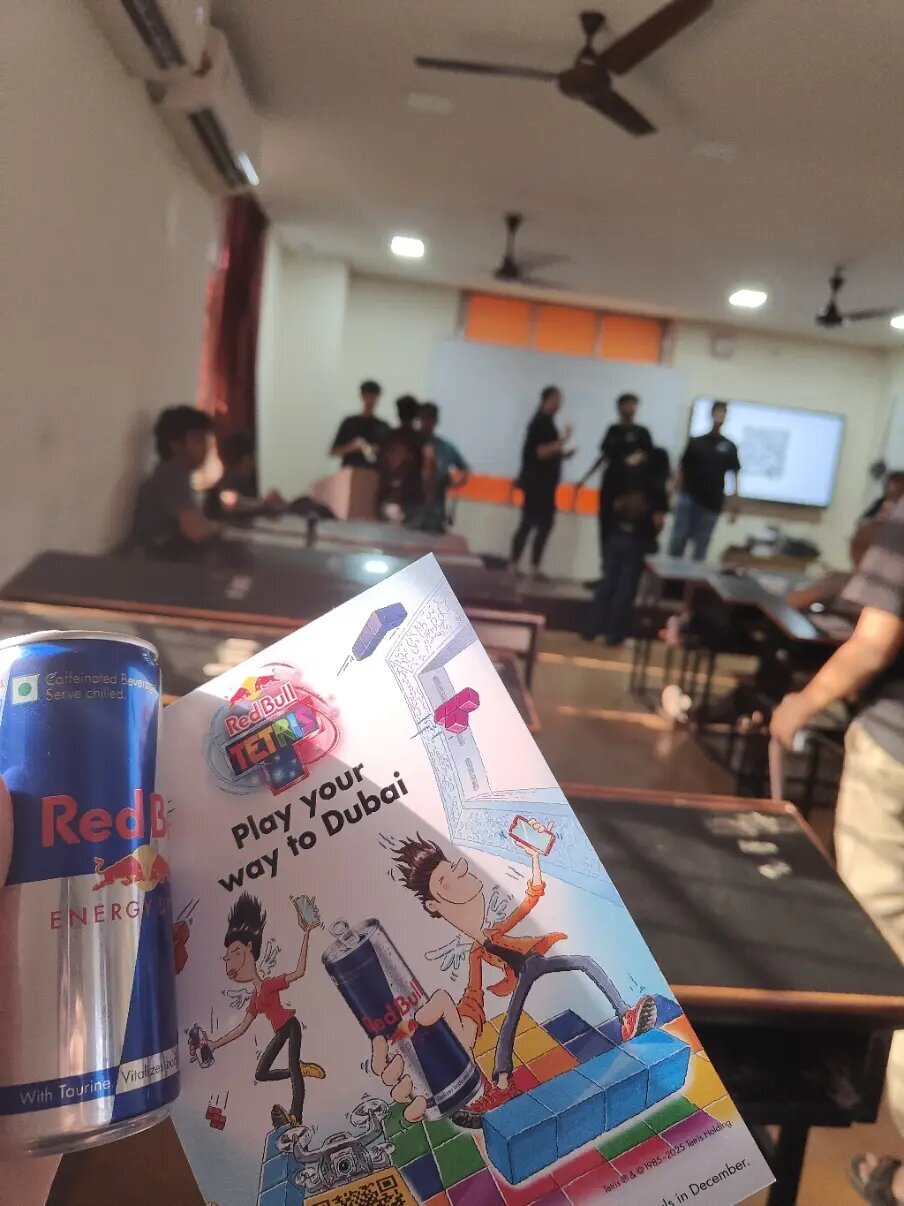 Caffeinated Beverage
Serve chilled.
Red B
ENERGY D
With Taurine. Vitalizes
Red Bull
TETRIS
Play your
way to Dubai
Red Bull
Tetris ® & © 1985-2025 Tetris Holding.
ls in December.